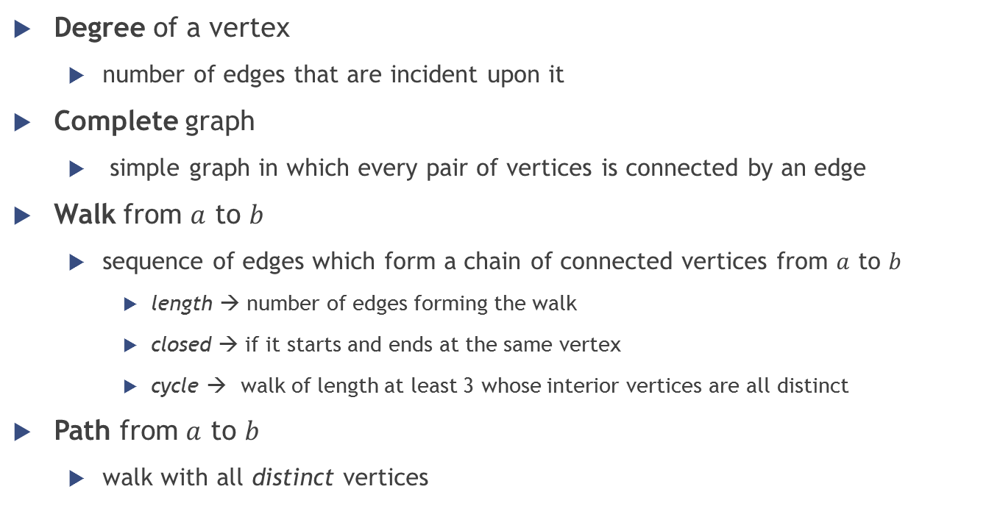 Degree of a vertex
number of edges that are incident upon it
Complete graph
simple graph in which every pair of vertices is connected by an edge
Walk from a to b
sequence of edges which form a chain of connected vertices from a to b
length → number of edges forming the walk
closed → if it starts and ends at the same vertex
cycle → walk of length at least 3 whose interior vertices are all distinct
Path from a to b
walk with all distinct vertices